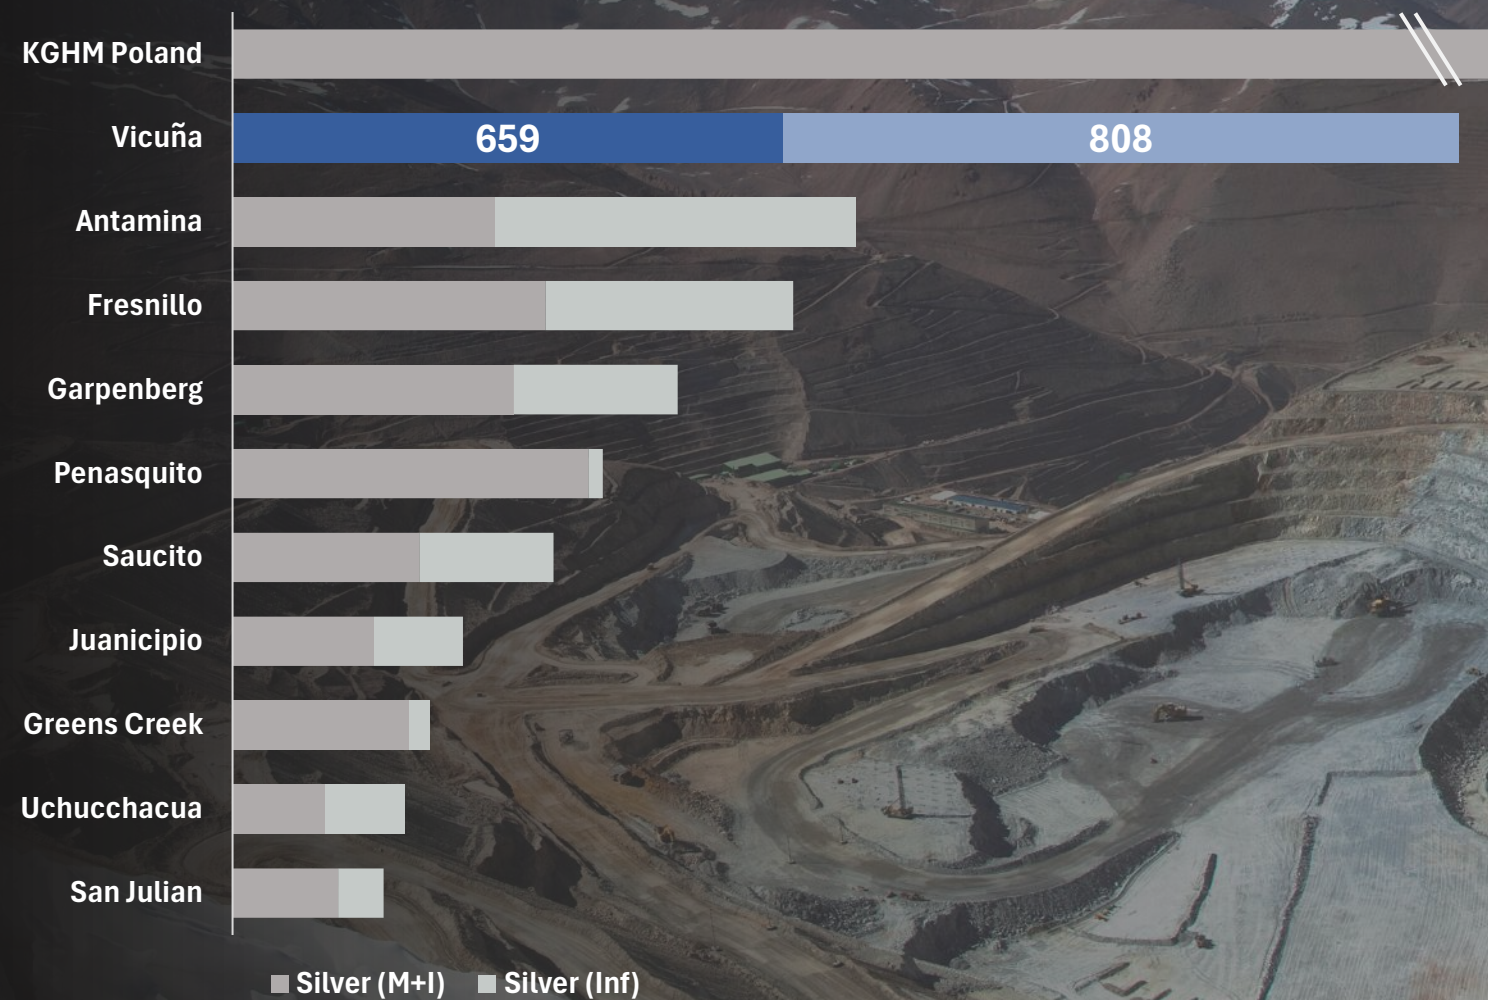 KGHM Poland
Vicuña
659 808
Antamina
Fresnillo
Garpenberg
Penasquito
Saucito
Juanicipio
Greens Creek
Uchucchacua
San Julian
Silver (M+I) Silver (Inf)